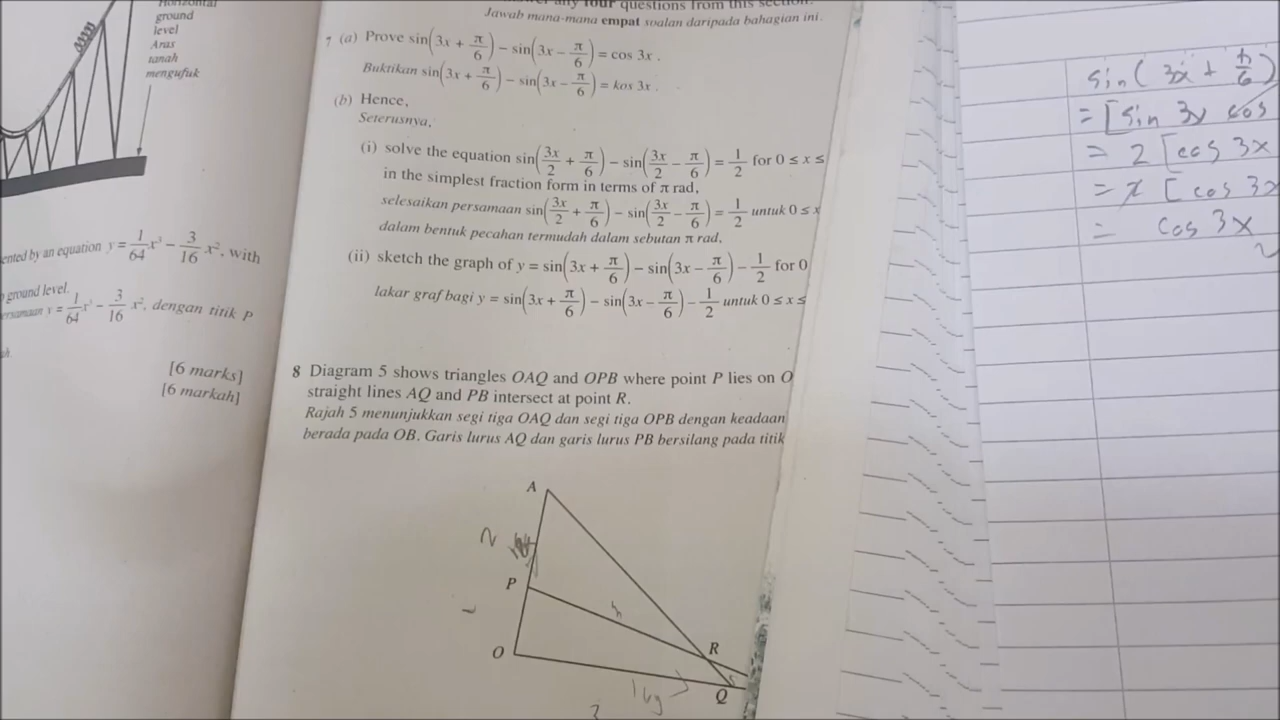 Horizontal
ground
level
Aras
tanah
mengufuk
ented by an equation y = 1/64 x³ − 3/16 x², with
ground level.
ersamaan y = 1/64 x³ − 3/16 x², dengan titik P
[6 marks]
[6 markah]
any four questions from this section.
Jawab mana-mana empat soalan daripada bahagian ini.
7 (a) Prove sin(3x + π/6) − sin(3x − π/6) = cos 3x .
Buktikan sin(3x + π/6) − sin(3x − π/6) = kos 3x .
(b) Hence,
Seterusnya,
(i) solve the equation sin(3x/2 + π/6) − sin(3x/2 − π/6) = 1/2 for 0 ≤ x ≤
in the simplest fraction form in terms of π rad,
selesaikan persamaan sin(3x/2 + π/6) − sin(3x/2 − π/6) = 1/2 untuk 0 ≤ x
dalam bentuk pecahan termudah dalam sebutan π rad,
(ii) sketch the graph of y = sin(3x + π/6) − sin(3x − π/6) − 1/2 for 0
lakar graf bagi y = sin(3x + π/6) − sin(3x − π/6) − 1/2 untuk 0 ≤ x ≤
8 Diagram 5 shows triangles OAQ and OPB where point P lies on O
straight lines AQ and PB intersect at point R.
Rajah 5 menunjukkan segi tiga OAQ dan segi tiga OPB dengan keadaan
berada pada OB. Garis lurus AQ dan garis lurus PB bersilang pada titik
A
P
O
R
Q
sin( 3x + π/6)
= [sin 3x cos
= 2 [cos 3x
[cos 3x
= cos 3x